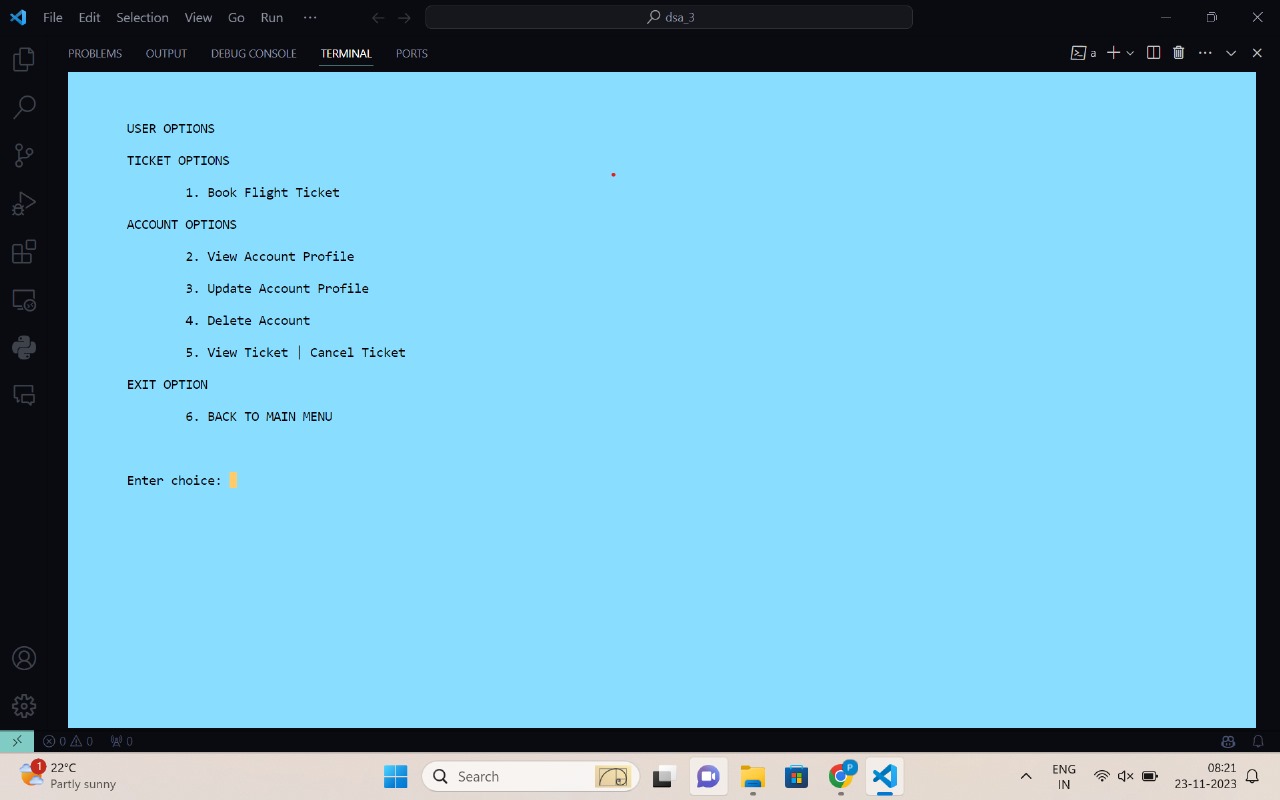 File Edit Selection View Go Run ···
dsa_3
PROBLEMS OUTPUT DEBUG CONSOLE TERMINAL PORTS
a
USER OPTIONS
TICKET OPTIONS
1. Book Flight Ticket
ACCOUNT OPTIONS
2. View Account Profile
3. Update Account Profile
4. Delete Account
5. View Ticket | Cancel Ticket
EXIT OPTION
6. BACK TO MAIN MENU
Enter choice:
0 0 0
1
22°C
Partly sunny
Search
P
ENG
IN
08:21
23-11-2023